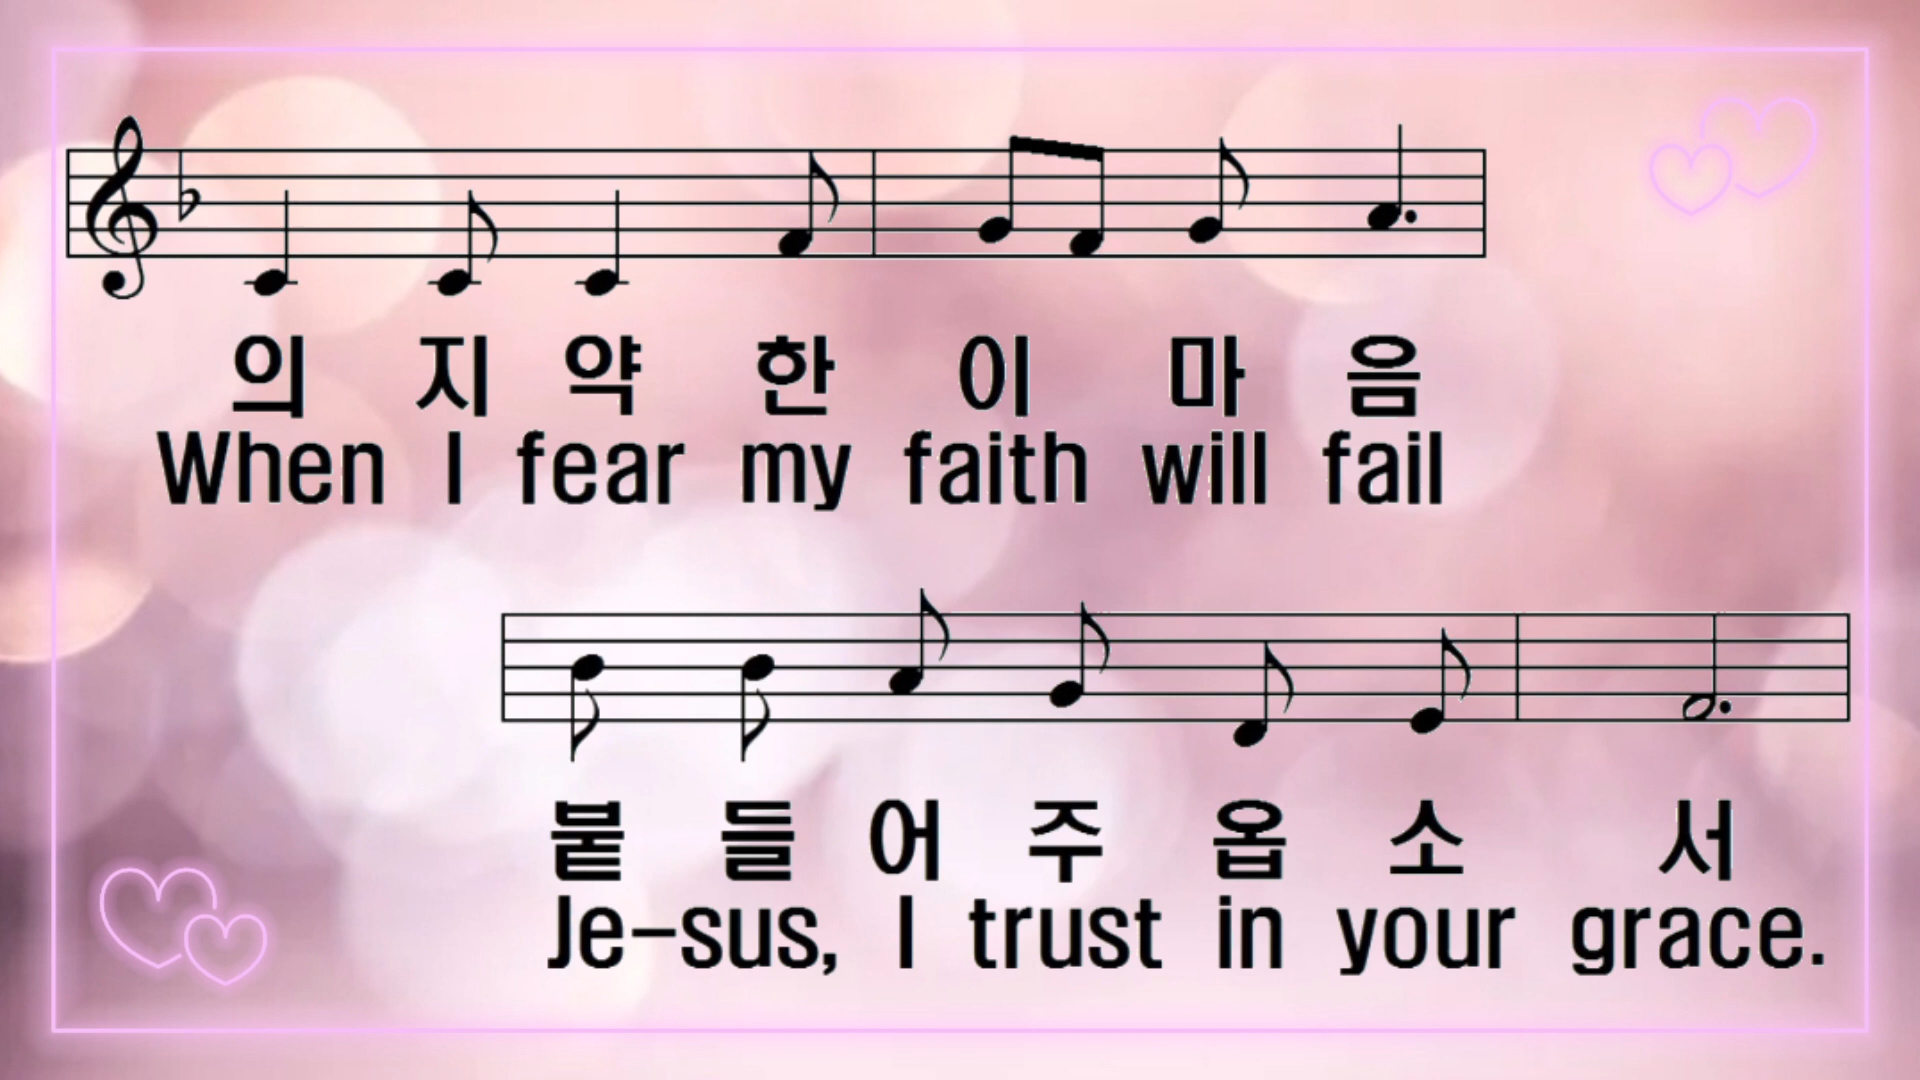 의 지 약 한 이 마 음
When I fear my faith will fail
붙 들 어 주 옵 소 서
Je-sus, I trust in your grace.